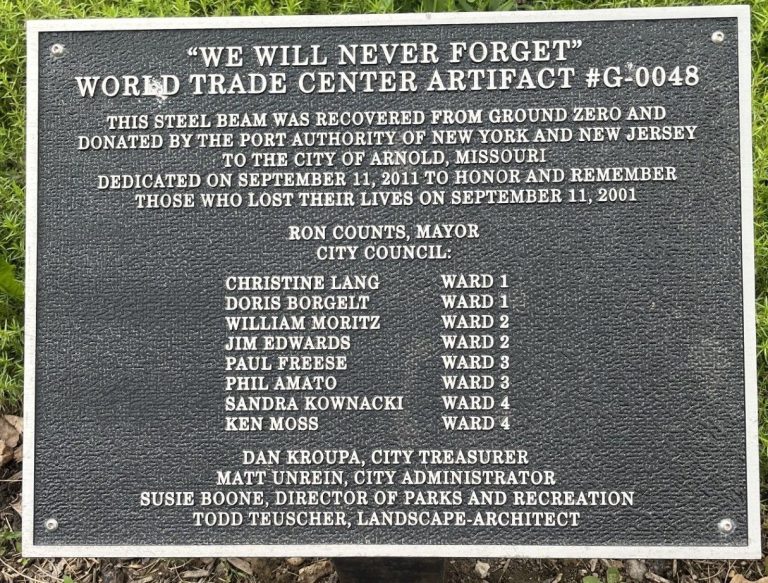 "WE WILL NEVER FORGET"
WORLD TRADE CENTER ARTIFACT #G-0048
THIS STEEL BEAM WAS RECOVERED FROM GROUND ZERO AND
DONATED BY THE PORT AUTHORITY OF NEW YORK AND NEW JERSEY
TO THE CITY OF ARNOLD, MISSOURI
DEDICATED ON SEPTEMBER 11, 2011 TO HONOR AND REMEMBER
THOSE WHO LOST THEIR LIVES ON SEPTEMBER 11, 2001
RON COUNTS, MAYOR
CITY COUNCIL:
CHRISTINE LANG WARD 1
DORIS BORGELT WARD 1
WILLIAM MORITZ WARD 2
JIM EDWARDS WARD 2
PAUL FREESE WARD 3
PHIL AMATO WARD 3
SANDRA KOWNACKI WARD 4
KEN MOSS WARD 4
DAN KROUPA, CITY TREASURER
MATT UNREIN, CITY ADMINISTRATOR
SUSIE BOONE, DIRECTOR OF PARKS AND RECREATION
TODD TEUSCHER, LANDSCAPE-ARCHITECT